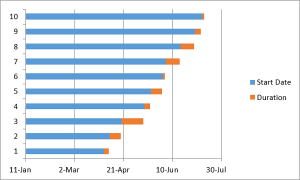 10
9
8
7
6
5
4
3
2
1
Start Date
Duration
11-Jan
2-Mar
21-Apr
10-Jun
30-Jul